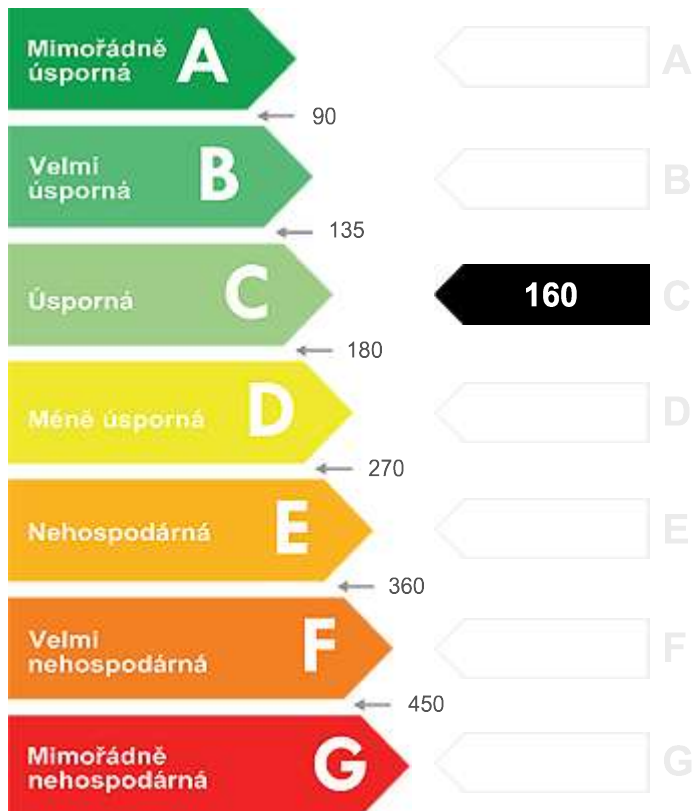 Mimořádně
úsporná
A
A
90
Velmi
úsporná
B
B
135
Úsporná
C
160
C
180
Méně úsporná
D
D
270
Nehospodárná
E
E
360
Velmi
nehospodárná
F
F
450
Mimořádně
nehospodárná
G
G